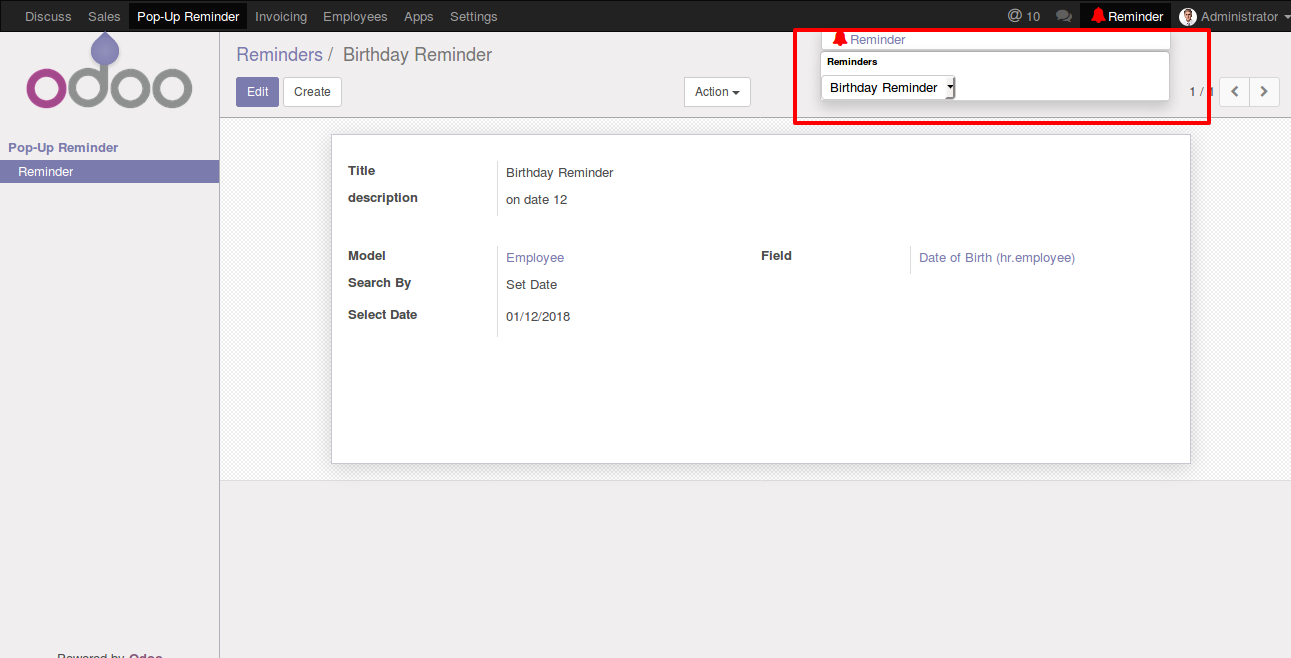 Discuss Sales Pop-Up Reminder Invoicing Employees Apps Settings @ 10 Reminder Administrator
Reminder
odoo
Reminders / Birthday Reminder
Reminders
Edit Create Action Birthday Reminder 1 / 1
Pop-Up Reminder
Reminder
Title Birthday Reminder
description on date 12
Model Employee Field Date of Birth (hr.employee)
Search By Set Date
Select Date 01/12/2018
Powered by Odoo